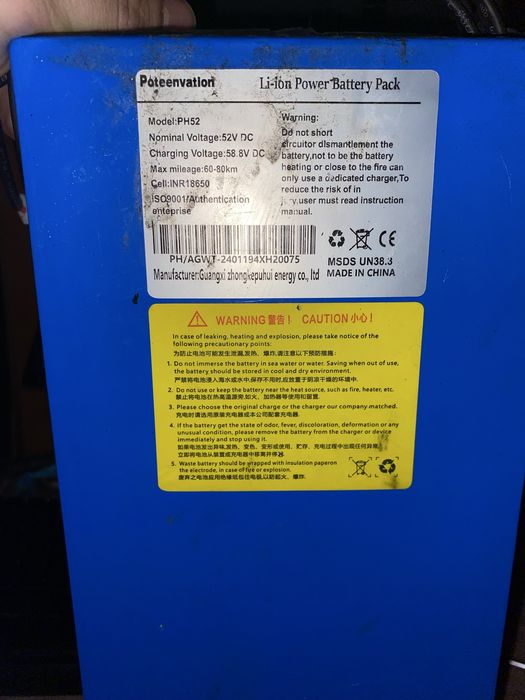 Poteenvation Li-ion Power Battery Pack
Model:PH52
Nominal Voltage:52V DC
Charging Voltage:58.8V DC
Max mileage:60-80km
Cell:INR18650
ISO9001/Authentication
enteprise
Warning:
Do not short
circuitor dismantlement the
battery,not to be the battery
heating or close to the fire can
only use a dedicated charger,To
reduce the risk of in
user must read instruction
manual.
PH/AGWT-2401194XH20075
Manufacturer:Guangxi zhongkepuhui energy co., ltd
CE
MSDS UN38.3
MADE IN CHINA
WARNING 警告! CAUTION 小心!
In case of leaking, heating and explosion, please take notice of the
following precautionary points:
为防止电池可能发生泄漏,发热、爆炸,请注意以下预防措施:
1. Do not immerse the battery in sea water or water. Saving when out of use,
the battery should be stored in cool and dry environment.
严禁将电池浸入海水或水中,保存不用时,应放置于阴凉干燥的环境中.
2. Do not use or keep the battery near the heat source, such as fire, heater, etc.
禁止将电池在热高温源旁,如火、加热器等使用和留置.
3. Please choose the original charger or the charger our company matched.
充电时请选用原装充电器或本公司配套充电器.
4. If the battery get the state of odor, fever, discoloration, deformation or any
unusual condition, please remove the battery from the charger or device
immediately and stop using it.
如果电池发出异味,发热、变色、变形或使用、贮存、充电过程中出现任何异常,
立即将电池从装置或充电器中移离并停
5. Waste battery should be wrapped with insulation paperon
the electrode, in case of fire or explosion.
废弃之电池应用绝缘纸包住电极,以防起火、爆炸.